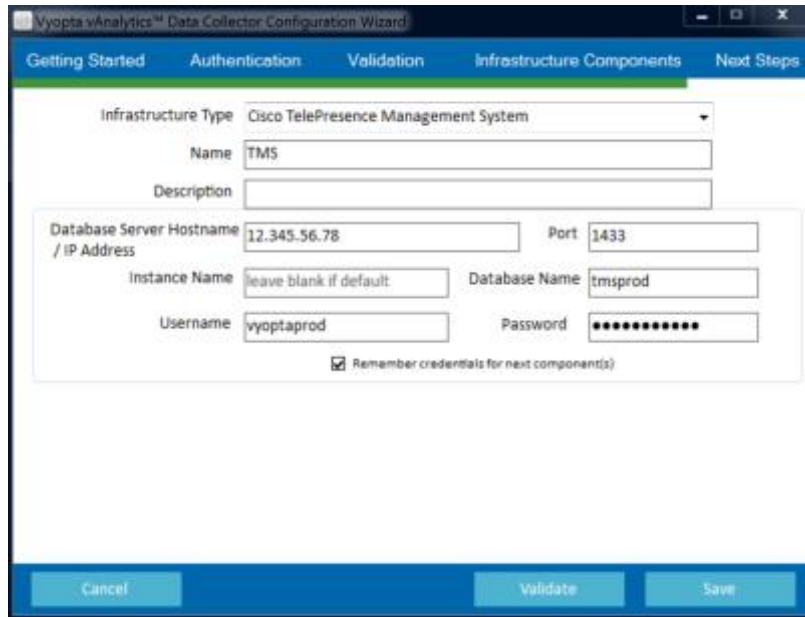 Vyopta vAnalytics™ Data Collector Configuration Wizard
Getting Started Authentication Validation Infrastructure Components Next Steps
Infrastructure Type Cisco TelePresence Management System
Name TMS
Description
Database Server Hostname / IP Address 12.345.56.78 Port 1433
Instance Name leave blank if default Database Name tmsprod
Username vyoptaprod Password ●●●●●●●●●●●
Remember credentials for next component(s)
Cancel Validate Save